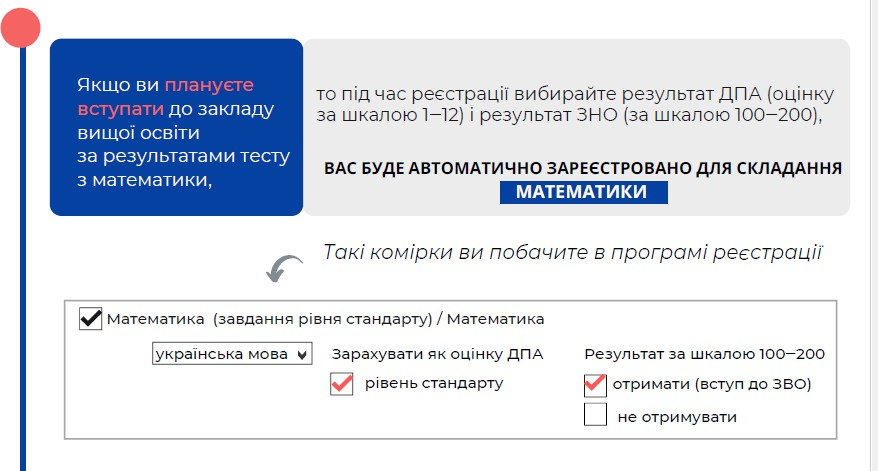 Якщо ви плануєте
вступати до закладу
вищої освіти
за результатами тесту
з математики,
то під час реєстрації вибирайте результат ДПА (оцінку
за шкалою 1–12) і результат ЗНО (за шкалою 100–200),
ВАС БУДЕ АВТОМАТИЧНО ЗАРЕЄСТРОВАНО ДЛЯ СКЛАДАННЯ
МАТЕМАТИКИ
Такі комірки ви побачите в програмі реєстрації
Математика (завдання рівня стандарту) / Математика
українська мова Зарахувати як оцінку ДПА Результат за шкалою 100–200
рівень стандарту отримати (вступ до ЗВО)
не отримувати